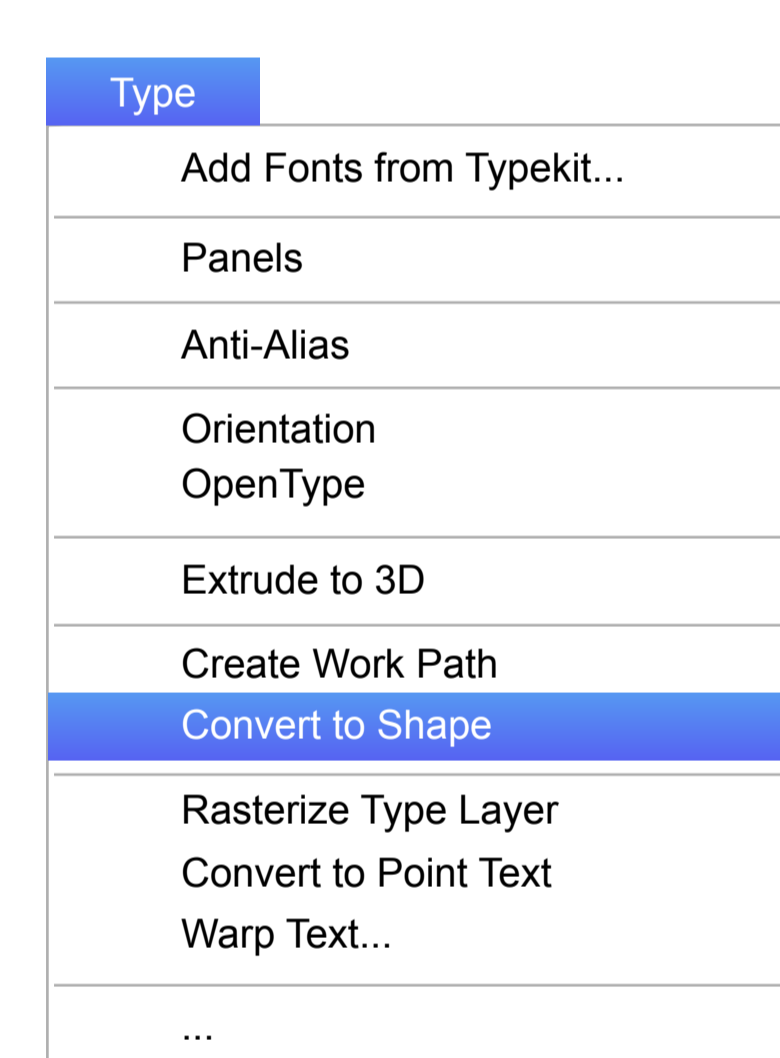 Type
Add Fonts from Typekit...
Panels
Anti-Alias
Orientation
OpenType
Extrude to 3D
Create Work Path
Convert to Shape
Rasterize Type Layer
Convert to Point Text
Warp Text...
...